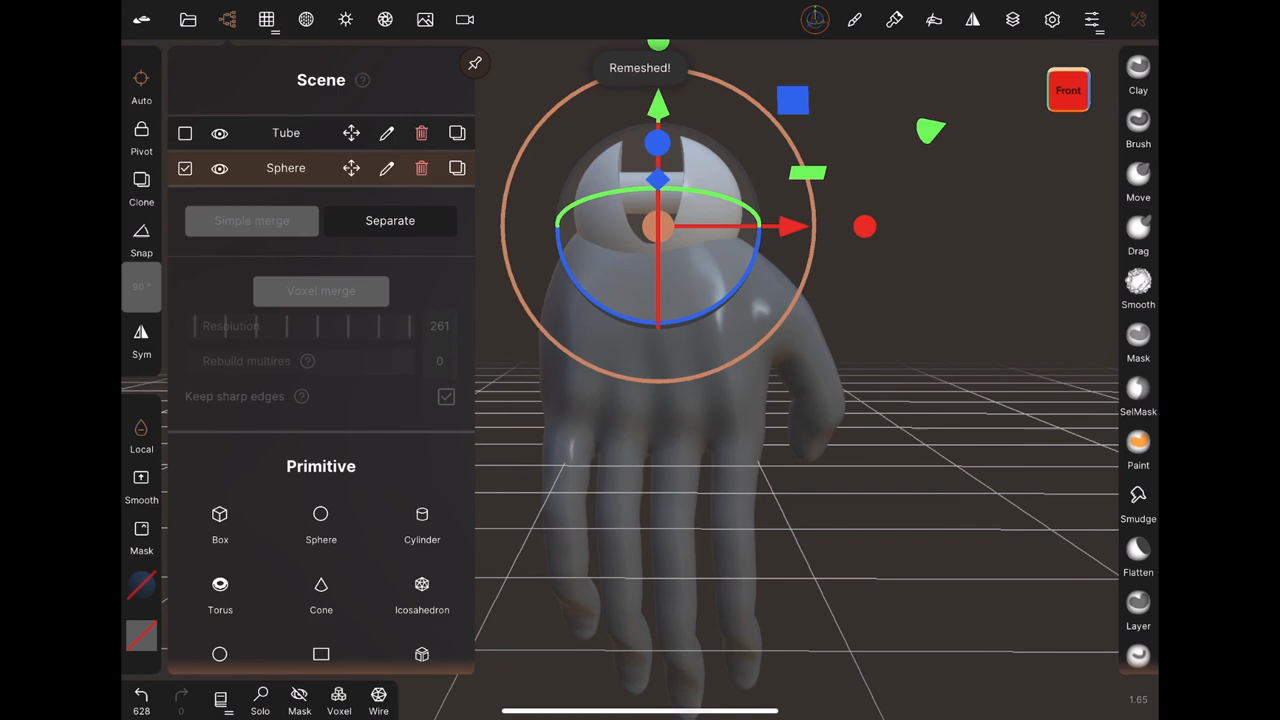 Remeshed!
Front
Scene ?
Tube
Sphere
Simple merge
Separate
Voxel merge
Resolution 261
Rebuild multires ? 0
Keep sharp edges ?
Primitive
Box
Sphere
Cylinder
Torus
Cone
Icosahedron
Auto
Pivot
Clone
Snap
90 °
Sym
Local
Smooth
Mask
628
0
Solo
Mask
Voxel
Wire
Clay
Brush
Move
Drag
Smooth
Mask
SelMask
Paint
Smudge
Flatten
Layer
1.65